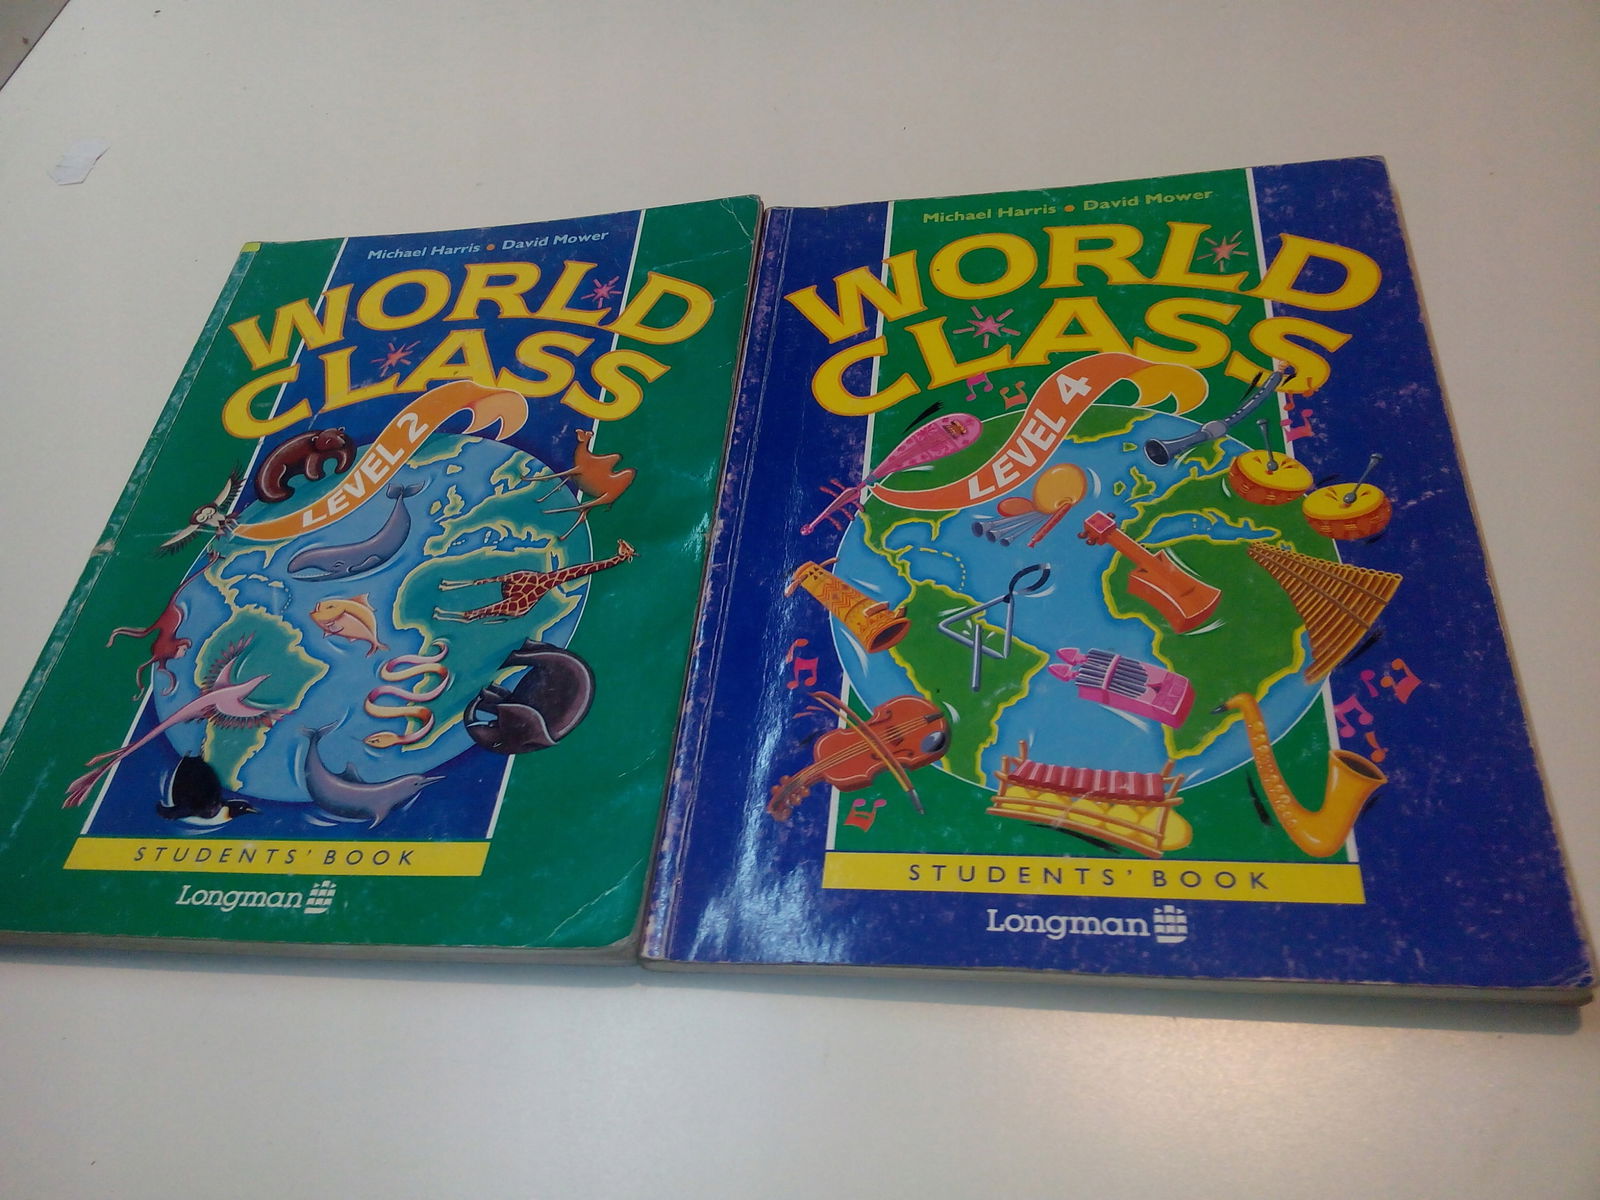 Michael Harris • David Mower
WORLD
CLASS
LEVEL 2
STUDENTS' BOOK
Longman
Michael Harris • David Mower
WORLD
CLASS
LEVEL 4
STUDENTS' BOOK
Longman